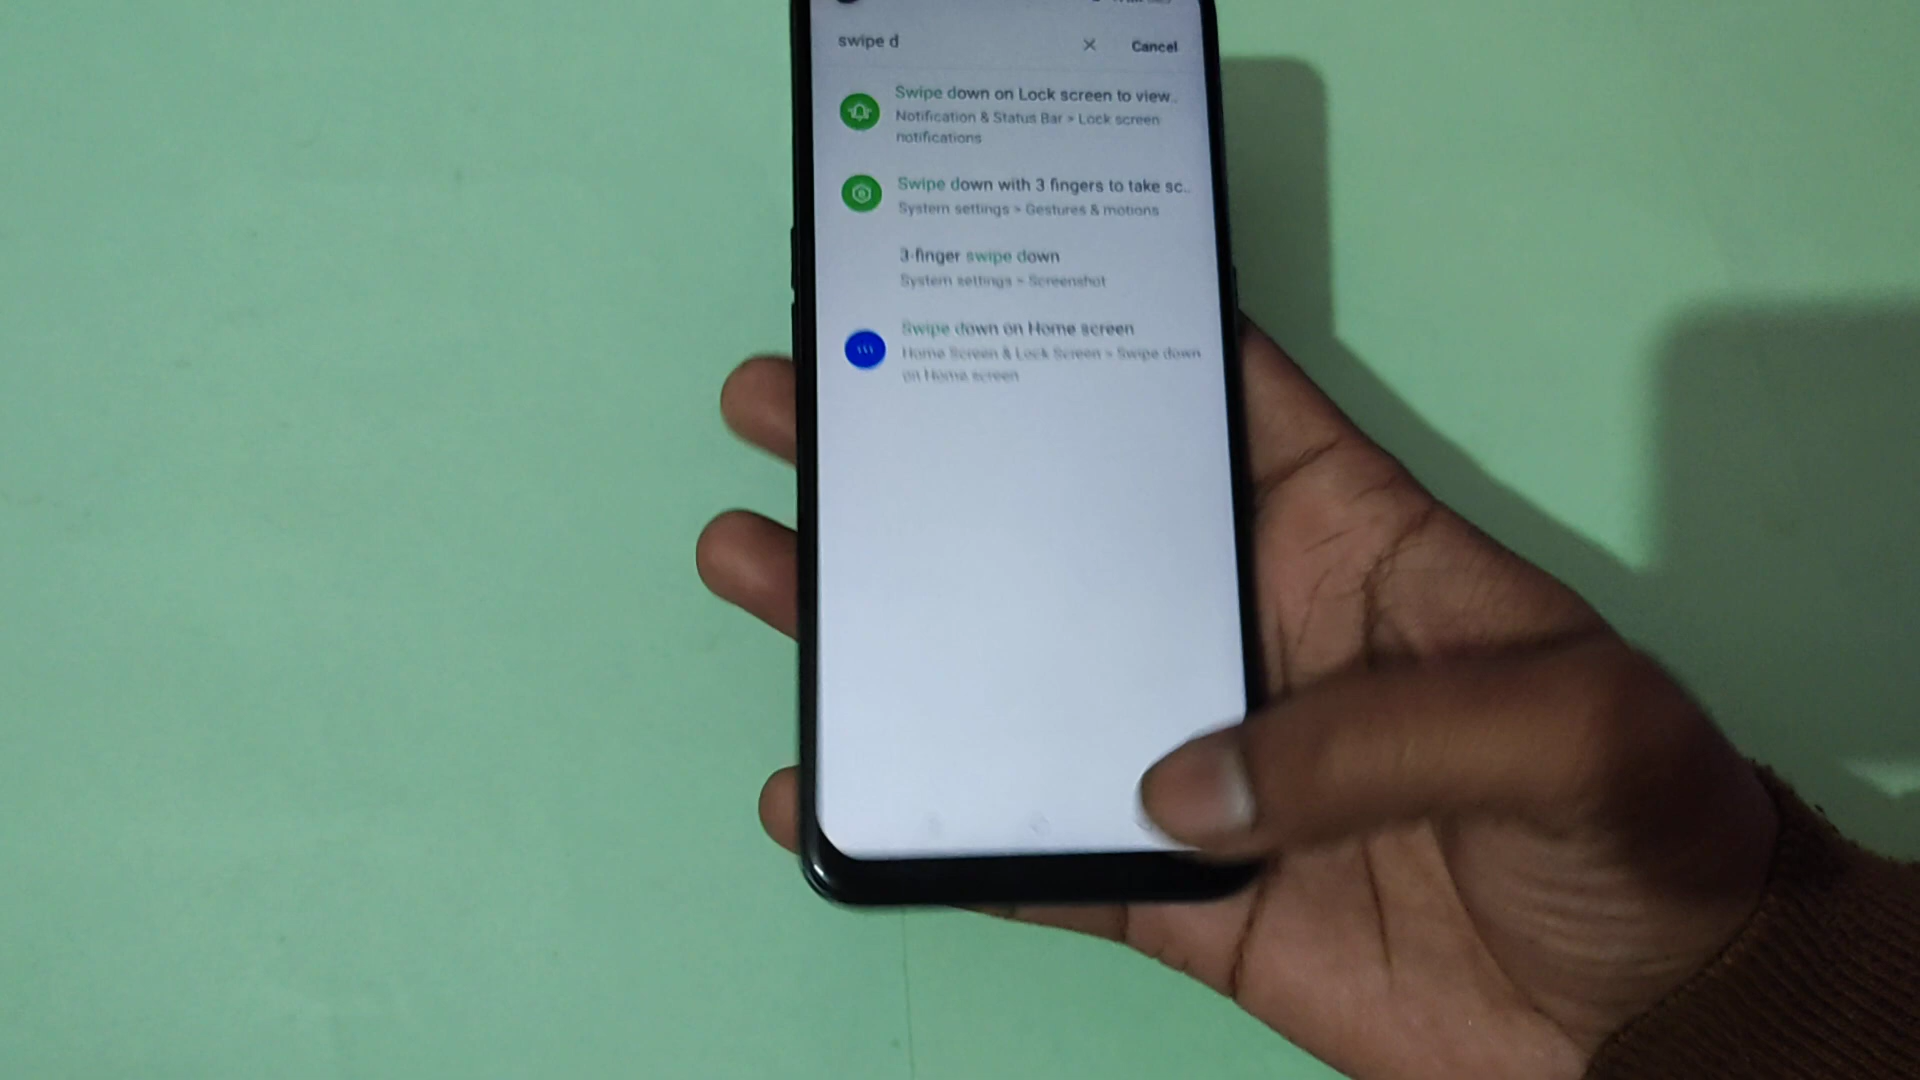 swipe d
Cancel
Swipe down on Lock screen to view..
Notification & Status Bar > Lock screen
notifications
Swipe down with 3 fingers to take sc..
System settings > Gestures & motions
3-finger swipe down
System settings > Screenshot
Swipe down on Home screen
Home Screen & Lock Screen > Swipe down
on Home screen